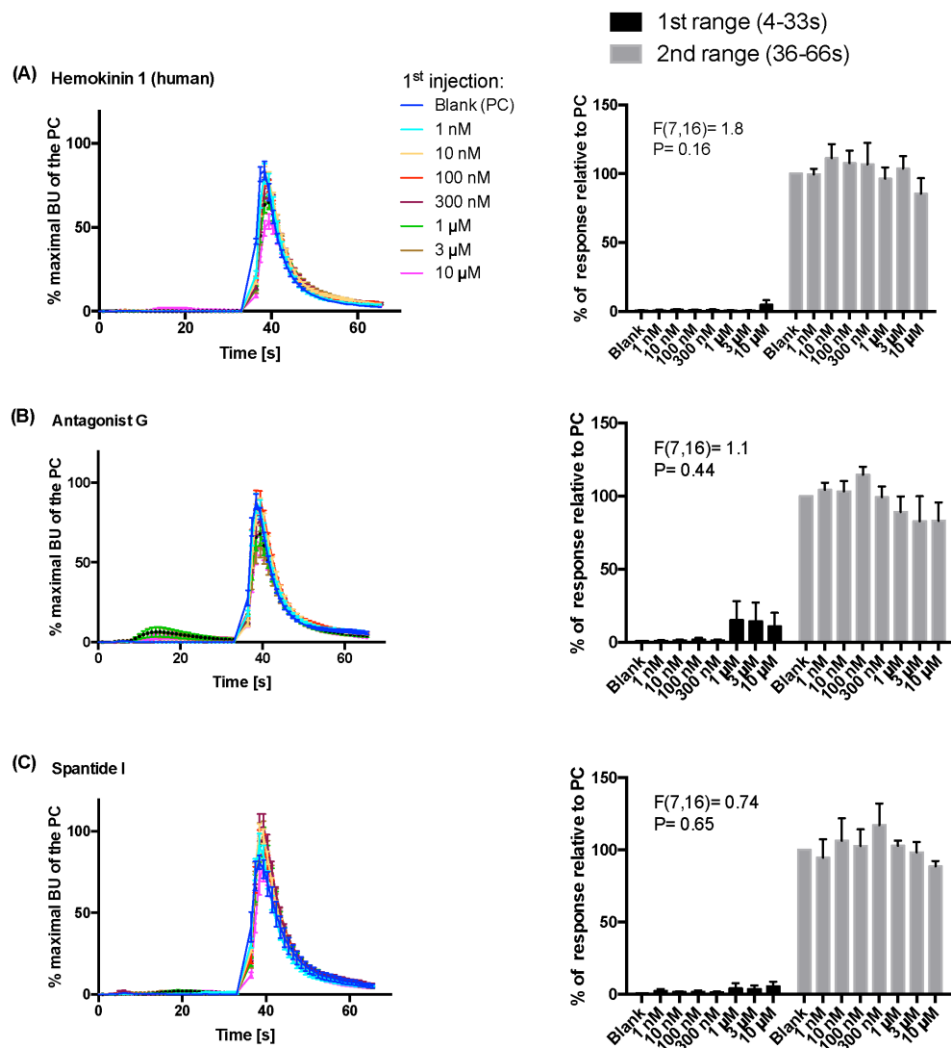 1st range (4-33s)
2nd range (36-66s)
(A) Hemokinin 1 (human)
% maximal BU of the PC
100
50
0
0 20 40 60
Time [s]
1st injection:
Blank (PC)
1 nM
10 nM
100 nM
300 nM
1 µM
3 µM
10 µM
% of response relative to PC
150
100
50
0
F(7,16)= 1.8
P= 0.16
Blank 1 nM 10 nM 100 nM 300 nM 1 µM 3 µM 10 µM Blank 1 nM 10 nM 100 nM 300 nM 1 µM 3 µM 10 µM
(B) Antagonist G
% maximal BU of the PC
100
50
0
0 20 40 60
Time [s]
% of response relative to PC
150
100
50
0
F(7,16)= 1.1
P= 0.44
Blank 1 nM 10 nM 100 nM 300 nM 1 µM 3 µM 10 µM Blank 1 nM 10 nM 100 nM 300 nM 1 µM 3 µM 10 µM
(C) Spantide I
% maximal BU of the PC
100
50
0
0 20 40 60
Time [s]
% of response relative to PC
150
100
50
0
F(7,16)= 0.74
P= 0.65
Blank 1 nM 10 nM 100 nM 300 nM 1 µM 3 µM 10 µM Blank 1 nM 10 nM 100 nM 300 nM 1 µM 3 µM 10 µM